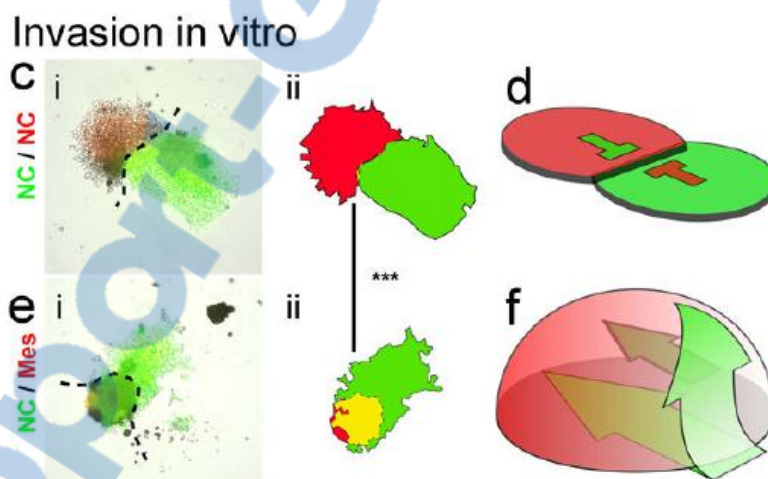 Invasion in vitro
c
i
ii
d
NC / NC
***
e
i
ii
f
NC / Mes